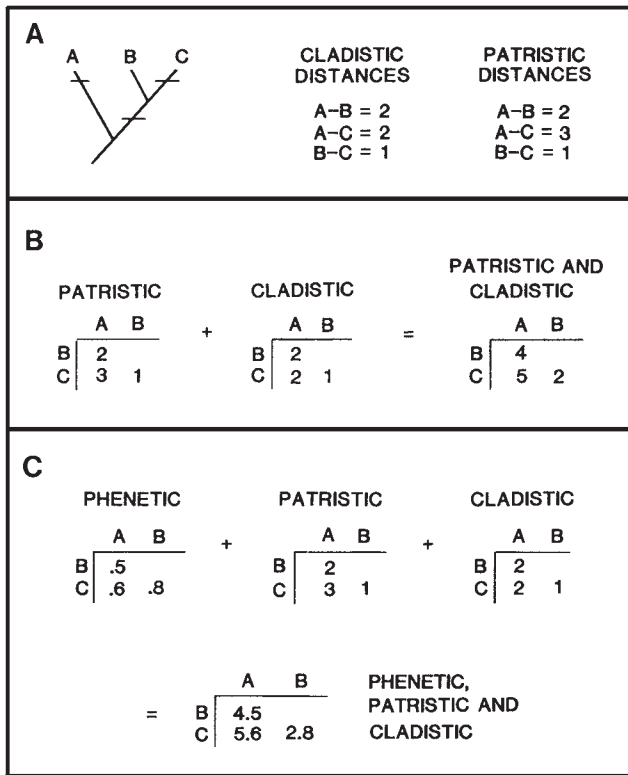 A
A B C
CLADISTIC
DISTANCES
A-B = 2
A-C = 2
B-C = 1
PATRISTIC
DISTANCES
A-B = 2
A-C = 3
B-C = 1
B
PATRISTIC
A B
B 2
C 3 1
+
CLADISTIC
A B
B 2
C 2 1
=
PATRISTIC AND
CLADISTIC
A B
B 4
C 5 2
C
PHENETIC
A B
B .5
C .6 .8
+
PATRISTIC
A B
B 2
C 3 1
+
CLADISTIC
A B
B 2
C 2 1
=
A B
B 4.5
C 5.6 2.8
PHENETIC,
PATRISTIC AND
CLADISTIC